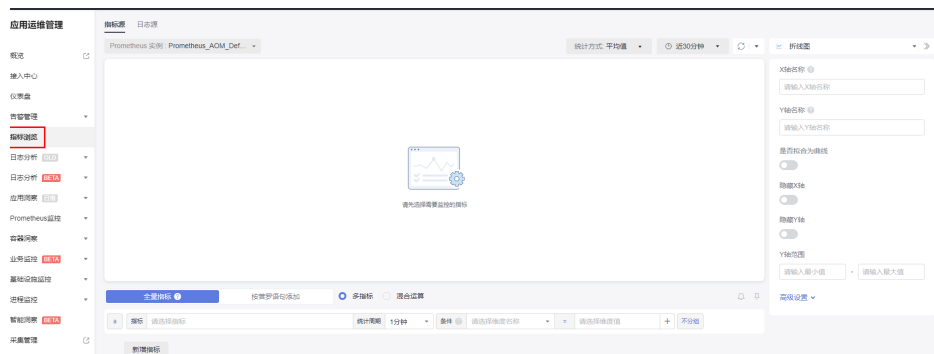 应用运维管理
指标源 日志源
Prometheus 实例: Prometheus_AOM_Def...
统计方式: 平均值
近30分钟
折线图
概览
接入中心
仪表盘
告警管理
指标浏览
日志分析 OLD
日志分析 BETA
应用洞察
Prometheus监控
容器洞察
业务监控 BETA
基础设施监控
进程监控
智能洞察 BETA
采集管理
请先选择需要监控的指标
X轴名称
请输入X轴名称
Y轴名称
请输入Y轴名称
是否拟合为曲线
隐藏X轴
隐藏Y轴
Y轴范围
请输入最小值 - 请输入最大值
高级设置
全量指标 按普罗语句添加 多指标 混合运算
a 指标 请选择指标 统计周期 1分钟 条件 请选择维度名称 = 请选择维度值 + 不分组
新增指标